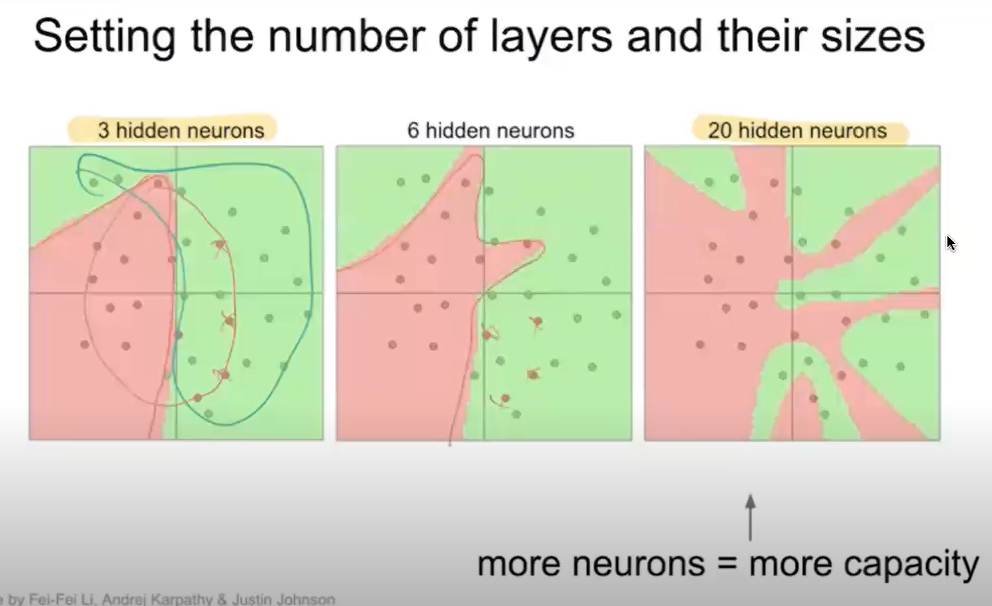 Setting the number of layers and their sizes
3 hidden neurons
6 hidden neurons
20 hidden neurons
more neurons = more capacity
e by Fei-Fei Li, Andrej Karpathy & Justin Johnson